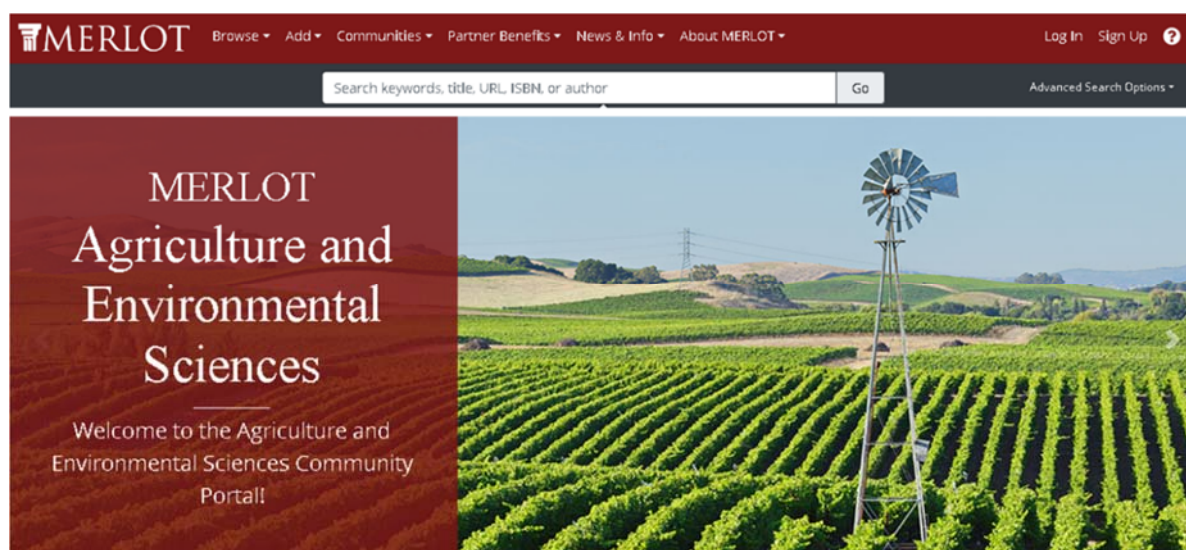 MERLOT Browse Add Communities Partner Benefits News & Info About MERLOT Log In Sign Up ?
Search keywords, title, URL, ISBN, or author Go Advanced Search Options
MERLOT
Agriculture and
Environmental
Sciences
Welcome to the Agriculture and
Environmental Sciences Community
Portal!